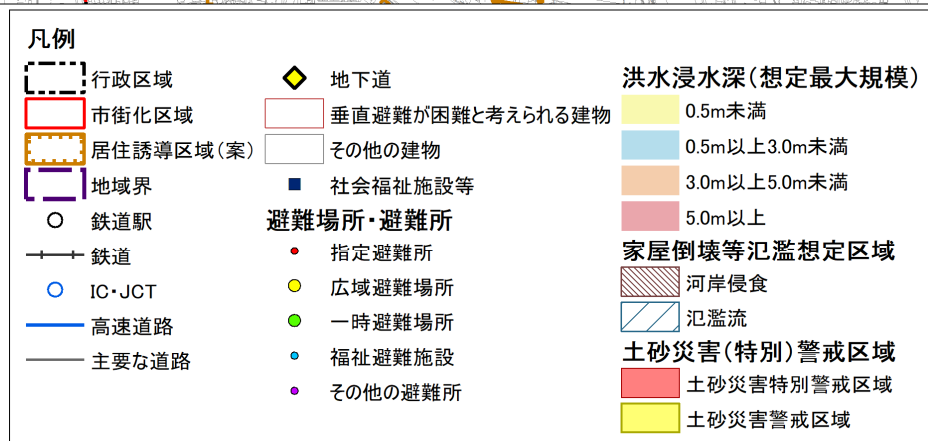 凡例
行政区域
市街化区域
居住誘導区域(案)
地域界
鉄道駅
鉄道
IC・JCT
高速道路
主要な道路
地下道
垂直避難が困難と考えられる建物
その他の建物
社会福祉施設等
避難場所・避難所
指定避難所
広域避難場所
一時避難場所
福祉避難施設
その他の避難所
洪水浸水深(想定最大規模)
0.5m未満
0.5m以上3.0m未満
3.0m以上5.0m未満
5.0m以上
家屋倒壊等氾濫想定区域
河岸侵食
氾濫流
土砂災害(特別)警戒区域
土砂災害特別警戒区域
土砂災害警戒区域